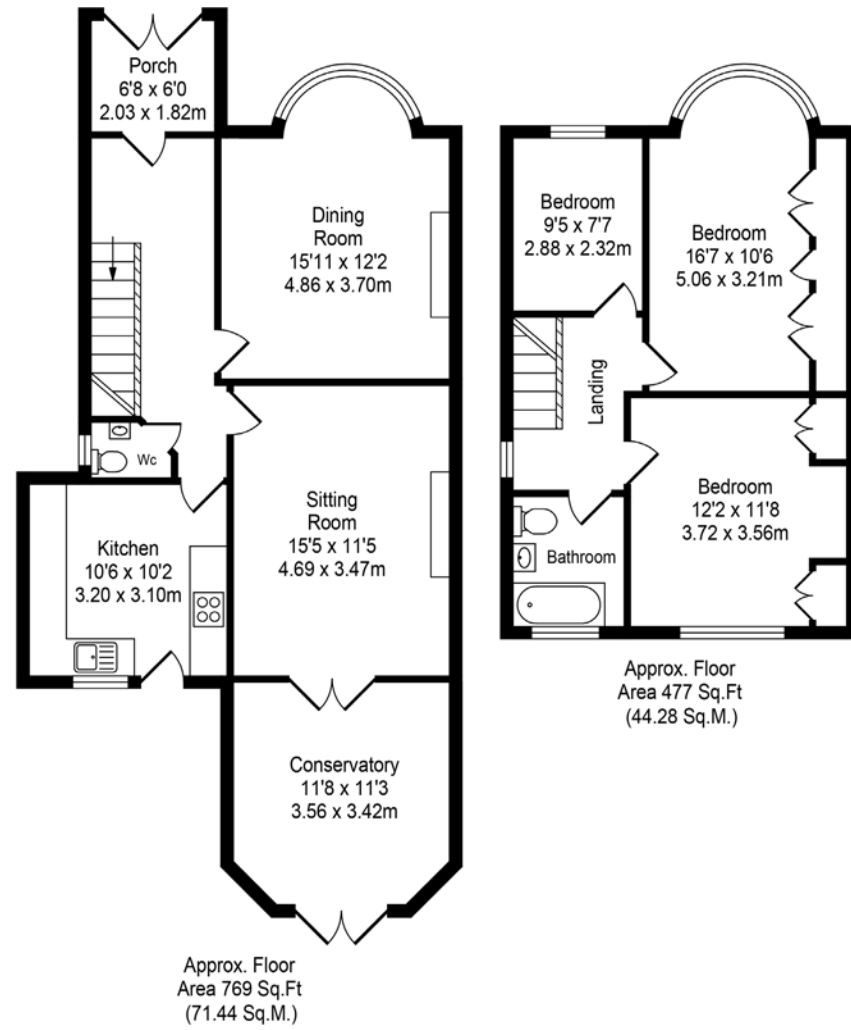 Porch
6'8 x 6'0
2.03 x 1.82m
Dining
Room
15'11 x 12'2
4.86 x 3.70m
Wc
Sitting
Room
15'5 x 11'5
4.69 x 3.47m
Kitchen
10'6 x 10'2
3.20 x 3.10m
Conservatory
11'8 x 11'3
3.56 x 3.42m
Approx. Floor
Area 769 Sq.Ft
(71.44 Sq.M.)
Bedroom
9'5 x 7'7
2.88 x 2.32m
Bedroom
16'7 x 10'6
5.06 x 3.21m
Landing
Bedroom
12'2 x 11'8
3.72 x 3.56m
Bathroom
Approx. Floor
Area 477 Sq.Ft
(44.28 Sq.M.)